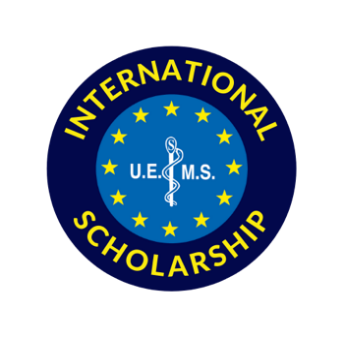 INTERNATIONAL
U.E.M.S.
S
SCHOLARSHIP